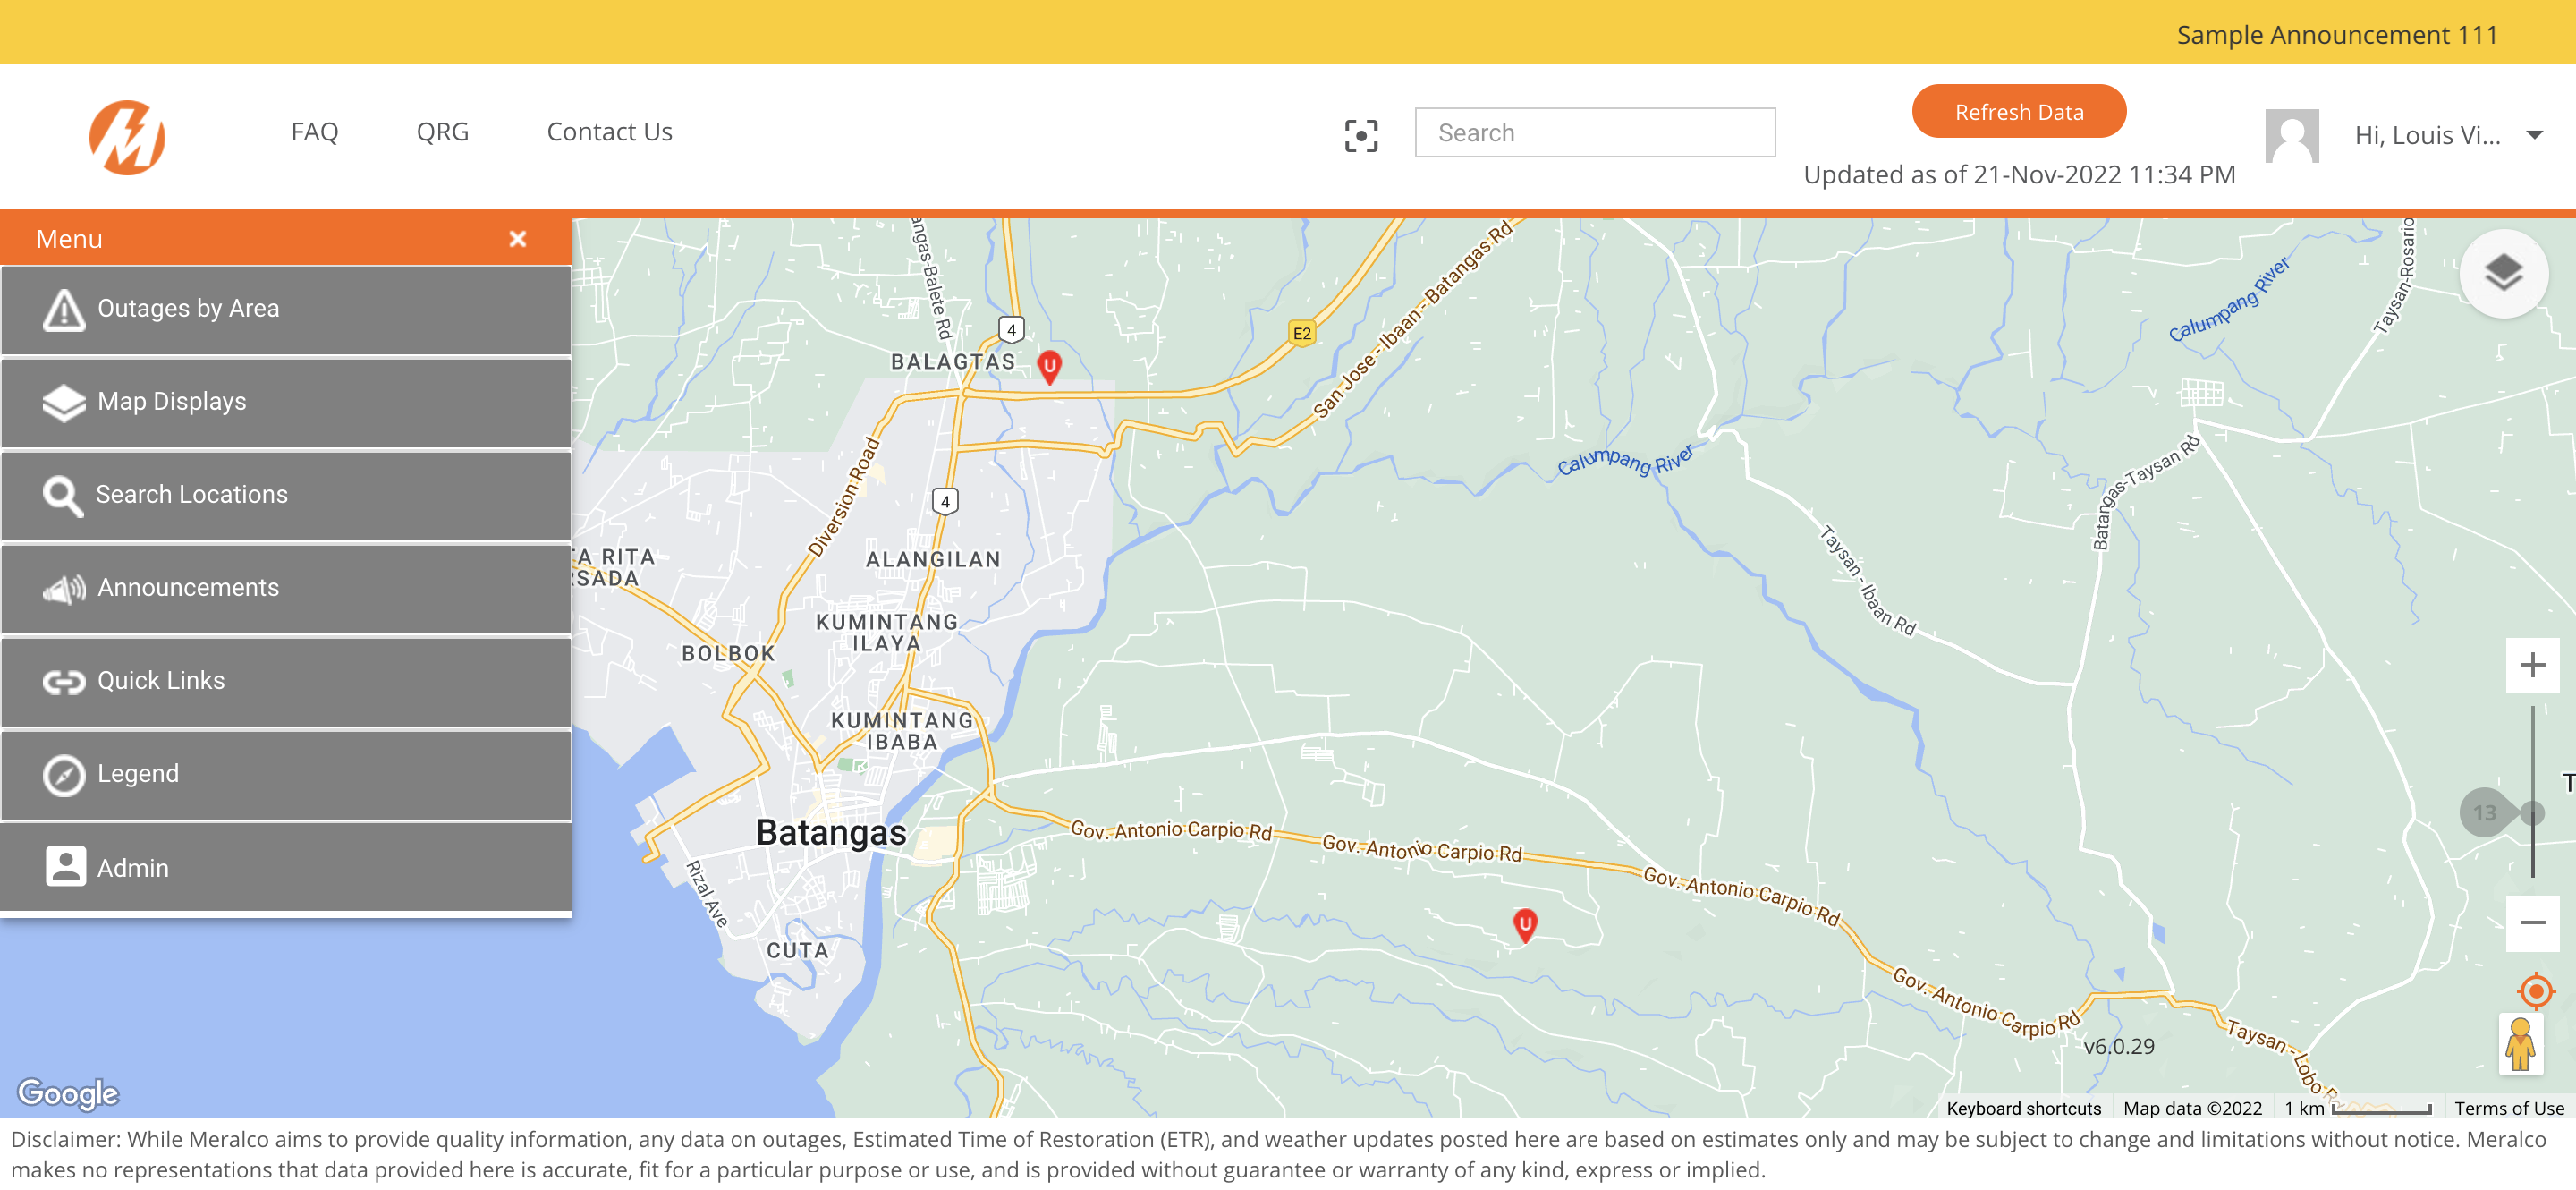 Sample Announcement 111
FAQ
QRG
Contact Us
Search
Refresh Data
Updated as of 21-Nov-2022 11:34 PM
Hi, Louis Vi...
Menu
Outages by Area
Map Displays
Search Locations
Announcements
Quick Links
Legend
Admin
angas-Balete Rd
4
BALAGTAS
U
E2
San Jose - Ibaan - Batangas Rd
Calumpang River
Taysan-Rosario
Diversion Road
4
Calumpang River
Batangas-Taysan Rd
A RITA
SADA
ALANGILAN
Taysan - Ibaan Rd
KUMINTANG
ILAYA
BOLBOK
KUMINTANG
IBABA
T
13
Batangas
Gov. Antonio Carpio Rd
Gov. Antonio Carpio Rd
Gov. Antonio Carpio Rd
Rizal Ave
U
CUTA
Gov. Antonio Carpio Rd
v6.0.29
Taysan - Lobo R
Google
Keyboard shortcuts
Map data ©2022
1 km
Terms of Use
Disclaimer: While Meralco aims to provide quality information, any data on outages, Estimated Time of Restoration (ETR), and weather updates posted here are based on estimates only and may be subject to change and limitations without notice. Meralco
makes no representations that data provided here is accurate, fit for a particular purpose or use, and is provided without guarantee or warranty of any kind, express or implied.